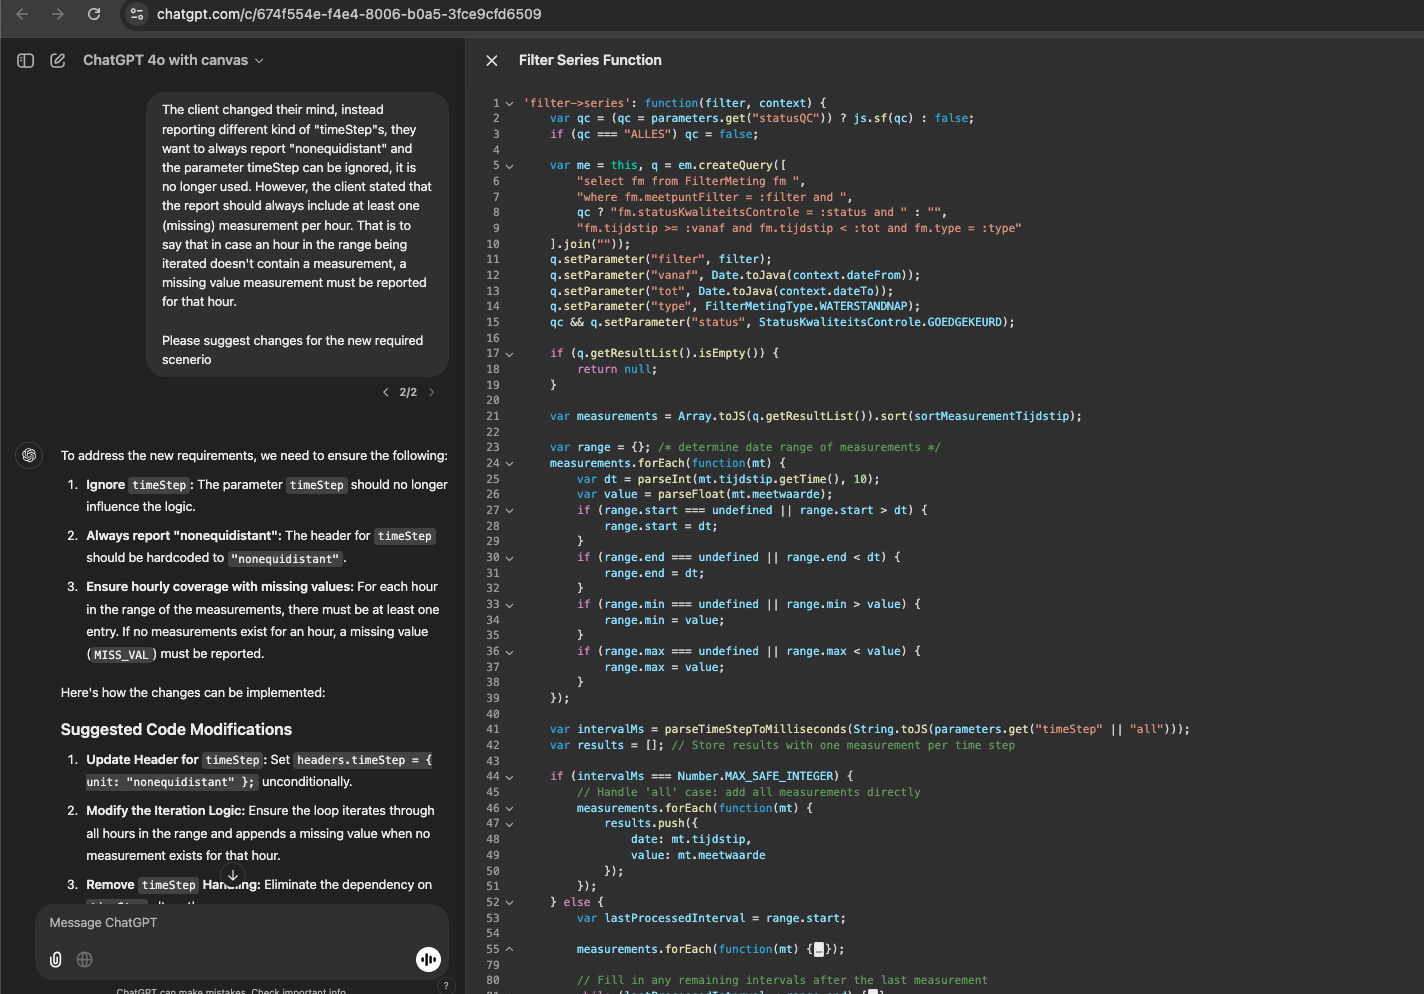 chatgpt.com/c/674f554e-f4e4-8006-b0a5-3fce9cfd6509
ChatGPT 4o with canvas
The client changed their mind, instead
reporting different kind of "timeStep"s, they
want to always report "nonequidistant" and
the parameter timeStep can be ignored, it is
no longer used. However, the client stated that
the report should always include at least one
(missing) measurement per hour. That is to
say that in case an hour in the range being
iterated doesn't contain a measurement, a
missing value measurement must be reported
for that hour.
Please suggest changes for the new required
scenerio
2/2
To address the new requirements, we need to ensure the following:
1. Ignore timeStep: The parameter timeStep should no longer
influence the logic.
2. Always report "nonequidistant": The header for timeStep
should be hardcoded to "nonequidistant".
3. Ensure hourly coverage with missing values: For each hour
in the range of the measurements, there must be at least one
entry. If no measurements exist for an hour, a missing value
(MISS_VAL) must be reported.
Here's how the changes can be implemented:
Suggested Code Modifications
1. Update Header for timeStep: Set headers.timeStep = {
unit: "nonequidistant" }; unconditionally.
2. Modify the Iteration Logic: Ensure the loop iterates through
all hours in the range and appends a missing value when no
measurement exists for that hour.
3. Remove timeStep Handling: Eliminate the dependency on
Message ChatGPT
?
ChatGPT can make mistakes. Check important info.
Filter Series Function
1 'filter->series': function(filter, context) {
2 var qc = (qc = parameters.get("statusQC")) ? js.sf(qc) : false;
3 if (qc === "ALLES") qc = false;
4
5 var me = this, q = em.createQuery([
6 "select fm from FilterMeting fm ",
7 "where fm.meetpuntFilter = :filter and ",
8 qc ? "fm.statusKwaliteitsControle = :status and " : "",
9 "fm.tijdstip >= :vanaf and fm.tijdstip < :tot and fm.type = :type"
10 ].join(""));
11 q.setParameter("filter", filter);
12 q.setParameter("vanaf", Date.toJava(context.dateFrom));
13 q.setParameter("tot", Date.toJava(context.dateTo));
14 q.setParameter("type", FilterMetingType.WATERSTANDNAP);
15 qc && q.setParameter("status", StatusKwaliteitsControle.GOEDGEKEURD);
16
17 if (q.getResultList().isEmpty()) {
18 return null;
19 }
20
21 var measurements = Array.toJS(q.getResultList()).sort(sortMeasurementTijdstip);
22
23 var range = {}; /* determine date range of measurements */
24 measurements.forEach(function(mt) {
25 var dt = parseInt(mt.tijdstip.getTime(), 10);
26 var value = parseFloat(mt.meetwaarde);
27 if (range.start === undefined || range.start > dt) {
28 range.start = dt;
29 }
30 if (range.end === undefined || range.end < dt) {
31 range.end = dt;
32 }
33 if (range.min === undefined || range.min > value) {
34 range.min = value;
35 }
36 if (range.max === undefined || range.max < value) {
37 range.max = value;
38 }
39 });
40
41 var intervalMs = parseTimeStepToMilliseconds(String.toJS(parameters.get("timeStep" || "all")));
42 var results = []; // Store results with one measurement per time step
43
44 if (intervalMs === Number.MAX_SAFE_INTEGER) {
45 // Handle 'all' case: add all measurements directly
46 measurements.forEach(function(mt) {
47 results.push({
48 date: mt.tijdstip,
49 value: mt.meetwaarde
50 });
51 });
52 } else {
53 var lastProcessedInterval = range.start;
54
55 measurements.forEach(function(mt) {…});
79
80 // Fill in any remaining intervals after the last measurement